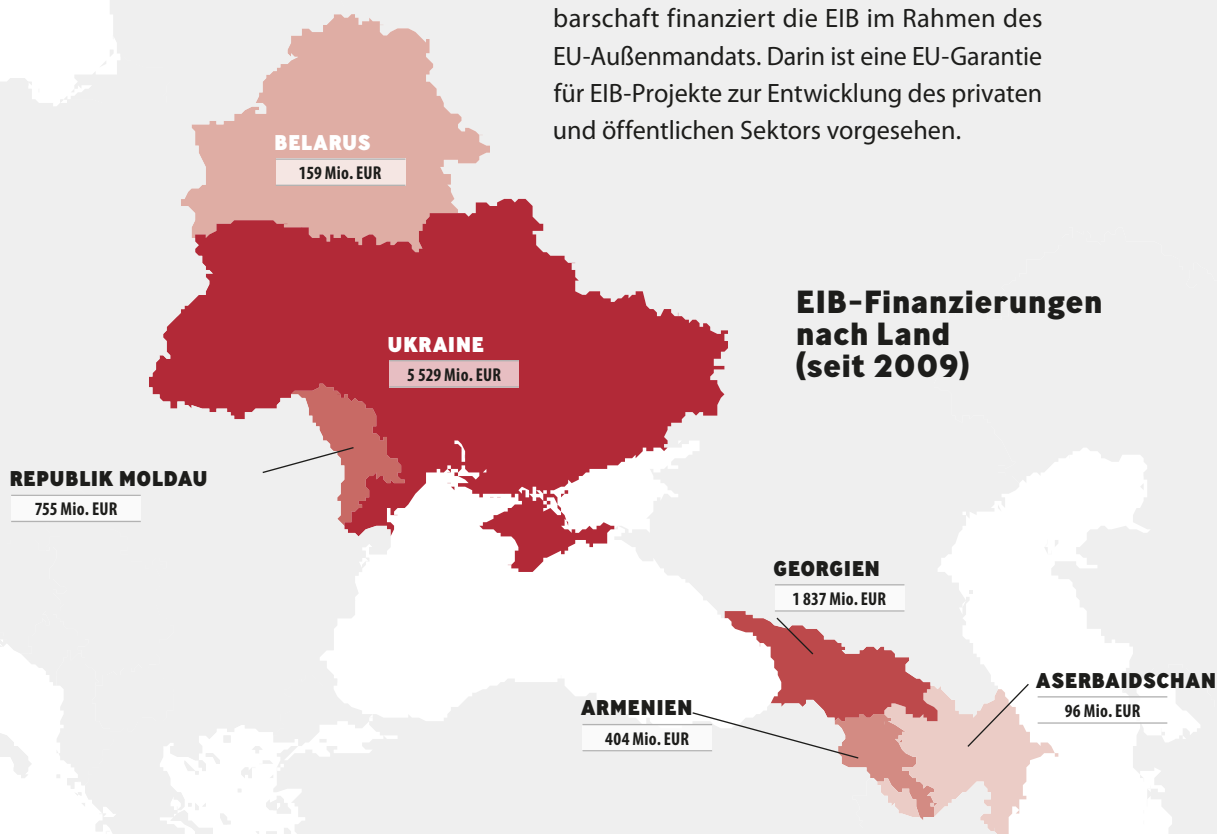 barschaft finanziert die EIB im Rahmen des
EU-Außenmandats. Darin ist eine EU-Garantie
für EIB-Projekte zur Entwicklung des privaten
und öffentlichen Sektors vorgesehen.
BELARUS
159 Mio. EUR
EIB-Finanzierungen
nach Land
(seit 2009)
UKRAINE
5 529 Mio. EUR
REPUBLIK MOLDAU
755 Mio. EUR
GEORGIEN
1 837 Mio. EUR
ASERBAIDSCHAN
96 Mio. EUR
ARMENIEN
404 Mio. EUR